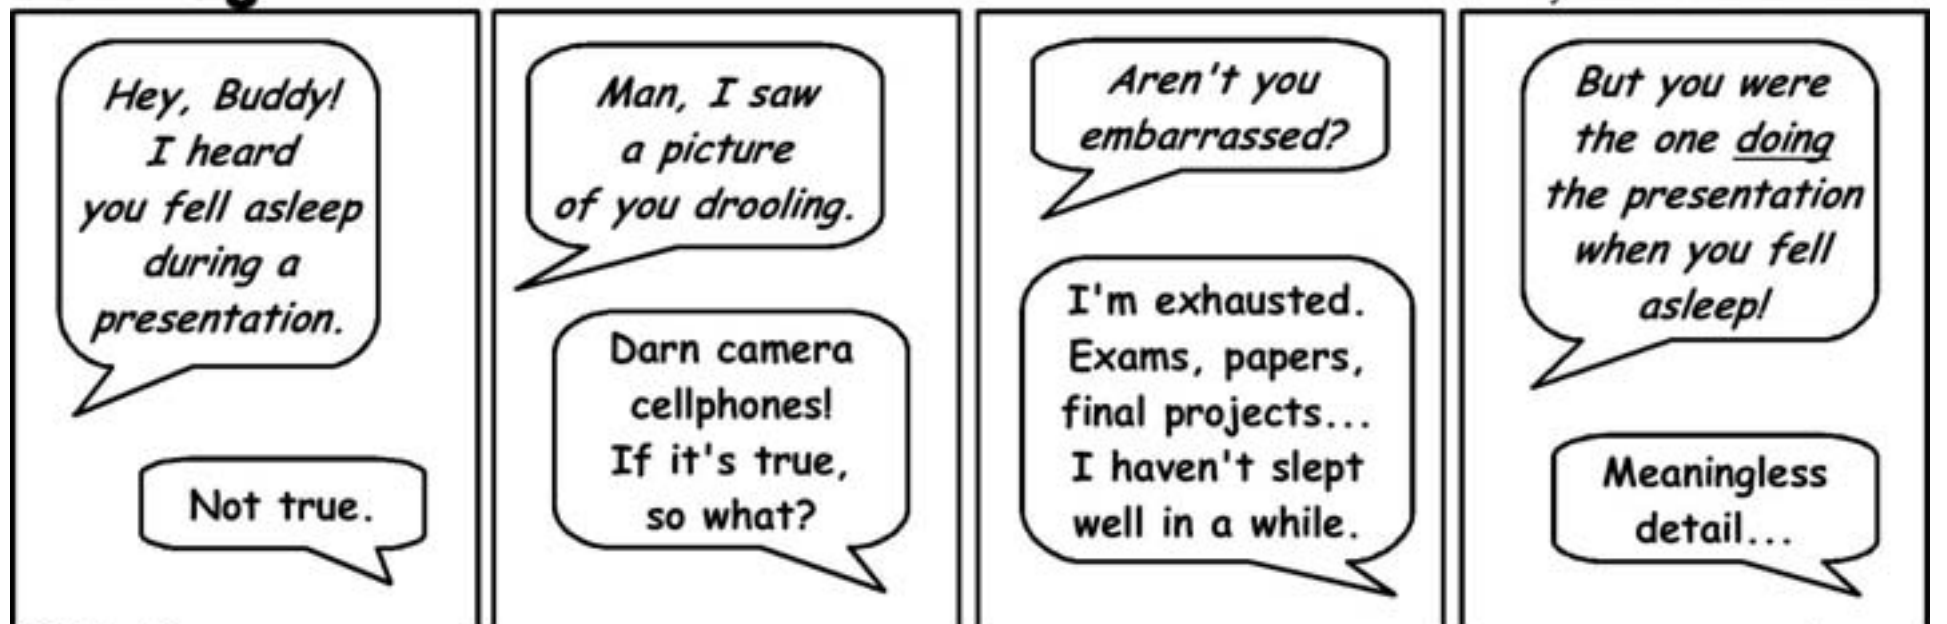 Hey, Buddy!
I heard
you fell asleep
during a
presentation.
Not true.
Man, I saw
a picture
of you drooling.
Darn camera
cellphones!
If it's true,
so what?
Aren't you
embarrassed?
I'm exhausted.
Exams, papers,
final projects...
I haven't slept
well in a while.
But you were
the one doing
the presentation
when you fell
asleep!
Meaningless
detail...